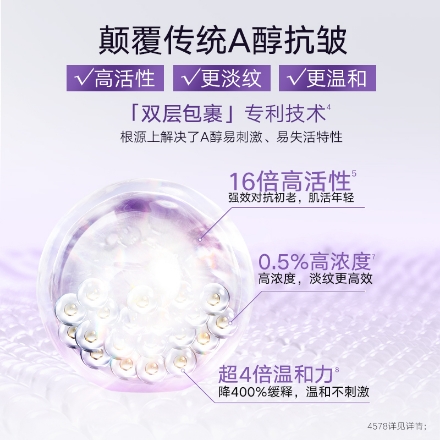 颠覆传统A醇抗皱
✓高活性 ✓更淡纹 ✓更温和
「双层包裹」专利技术4
根源上解决了A醇易刺激、易失活特性
16倍高活性5
强效对抗初老，肌活年轻
0.5%高浓度7
高浓度，淡纹更高效
超4倍温和力8
降400%缓释，温和不刺激
4578详见详情；